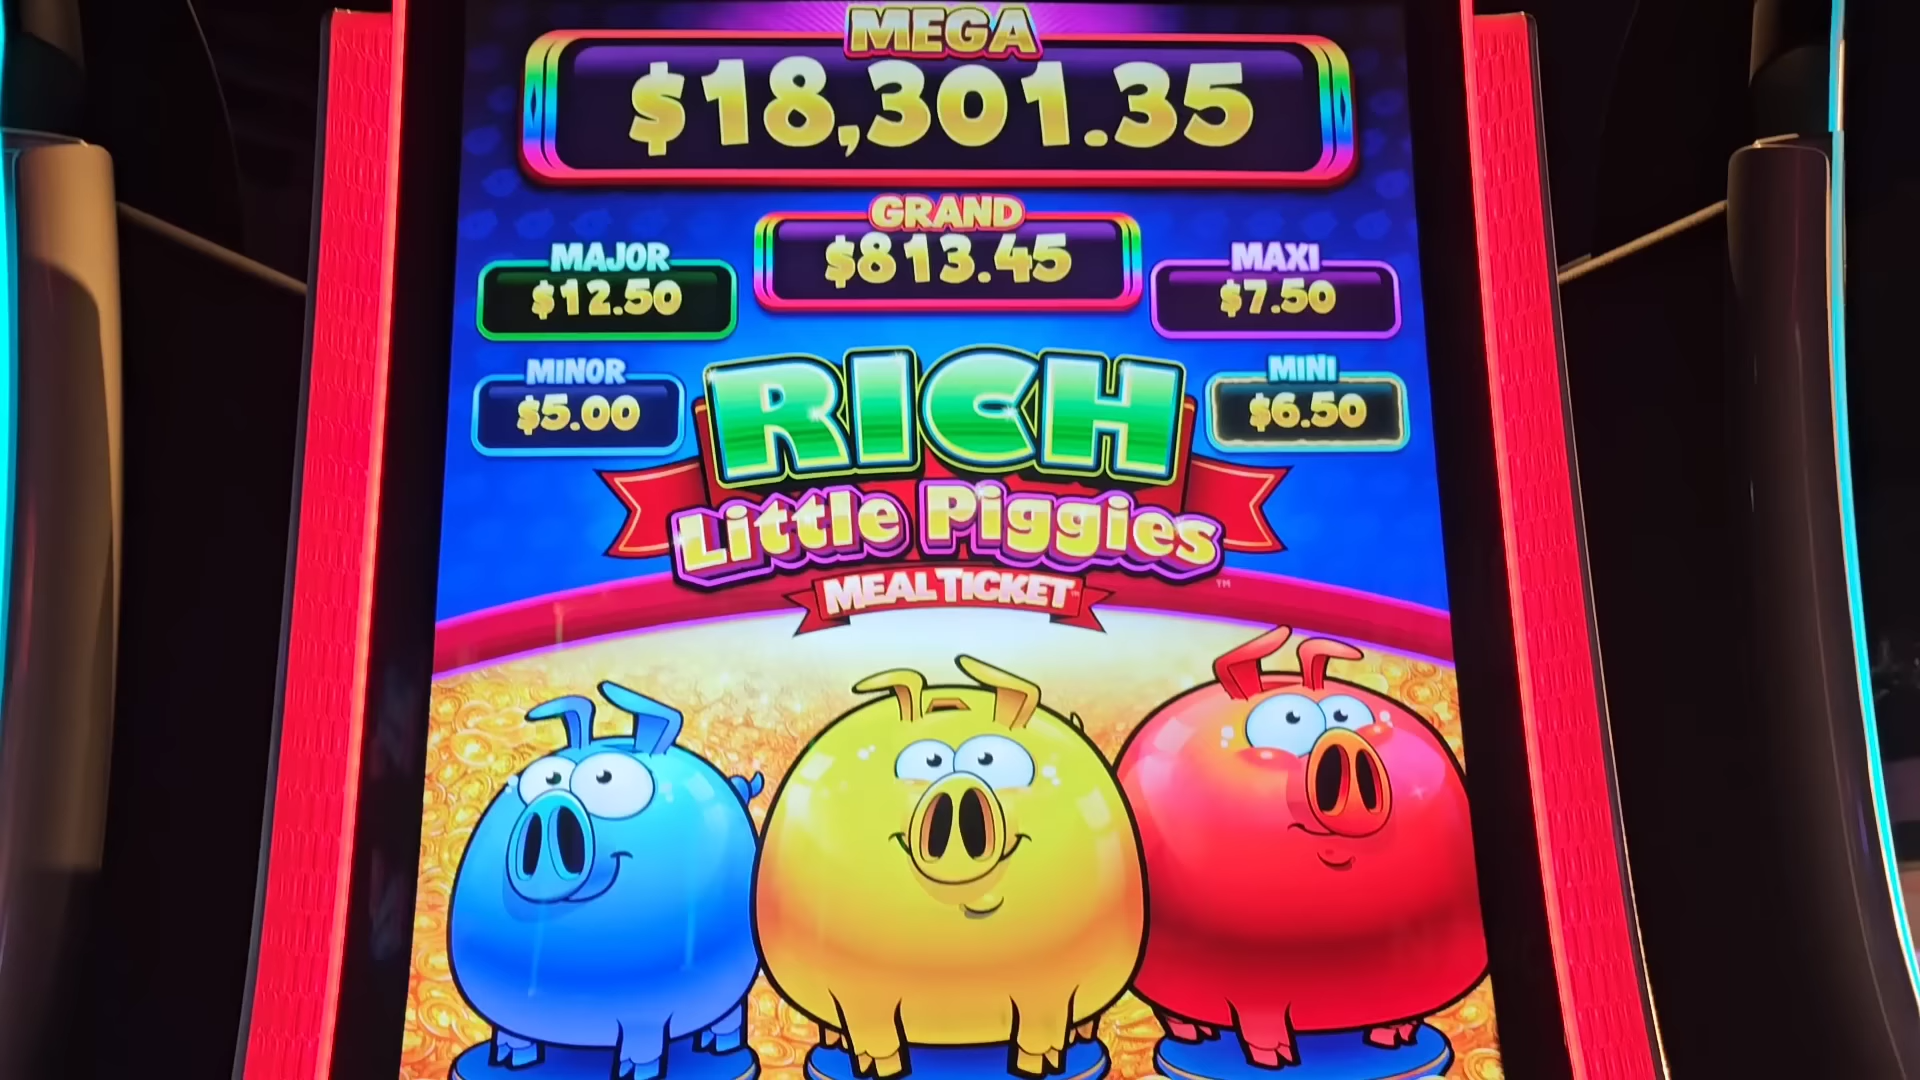 MEGA
$18,301.35
GRAND
$813.45
MAJOR
$12.50
MAXI
$7.50
MINOR
$5.00
MINI
$6.50
RICH
Little Piggies
MEAL TICKET
TM